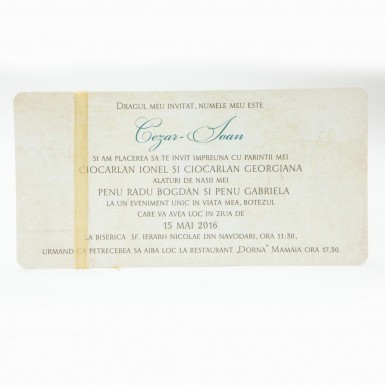 Dragul meu invitat, numele meu este
Cezar-Ioan
si am placerea sa te invit impreuna cu parintii mei
Ciocarlan Ionel si Ciocarlan Georgiana
alaturi de nasii mei
Penu Radu Bogdan si Penu Gabriela
la un eveniment unic in viata mea, botezul
care va avea loc in ziua de
15 Mai 2016
la Biserica Sf. Ierarh Nicolae din Navodari, ora 11:30,
urmand ca petrecerea sa aiba loc la restaurant „Dorna” Mamaia ora 17.30.